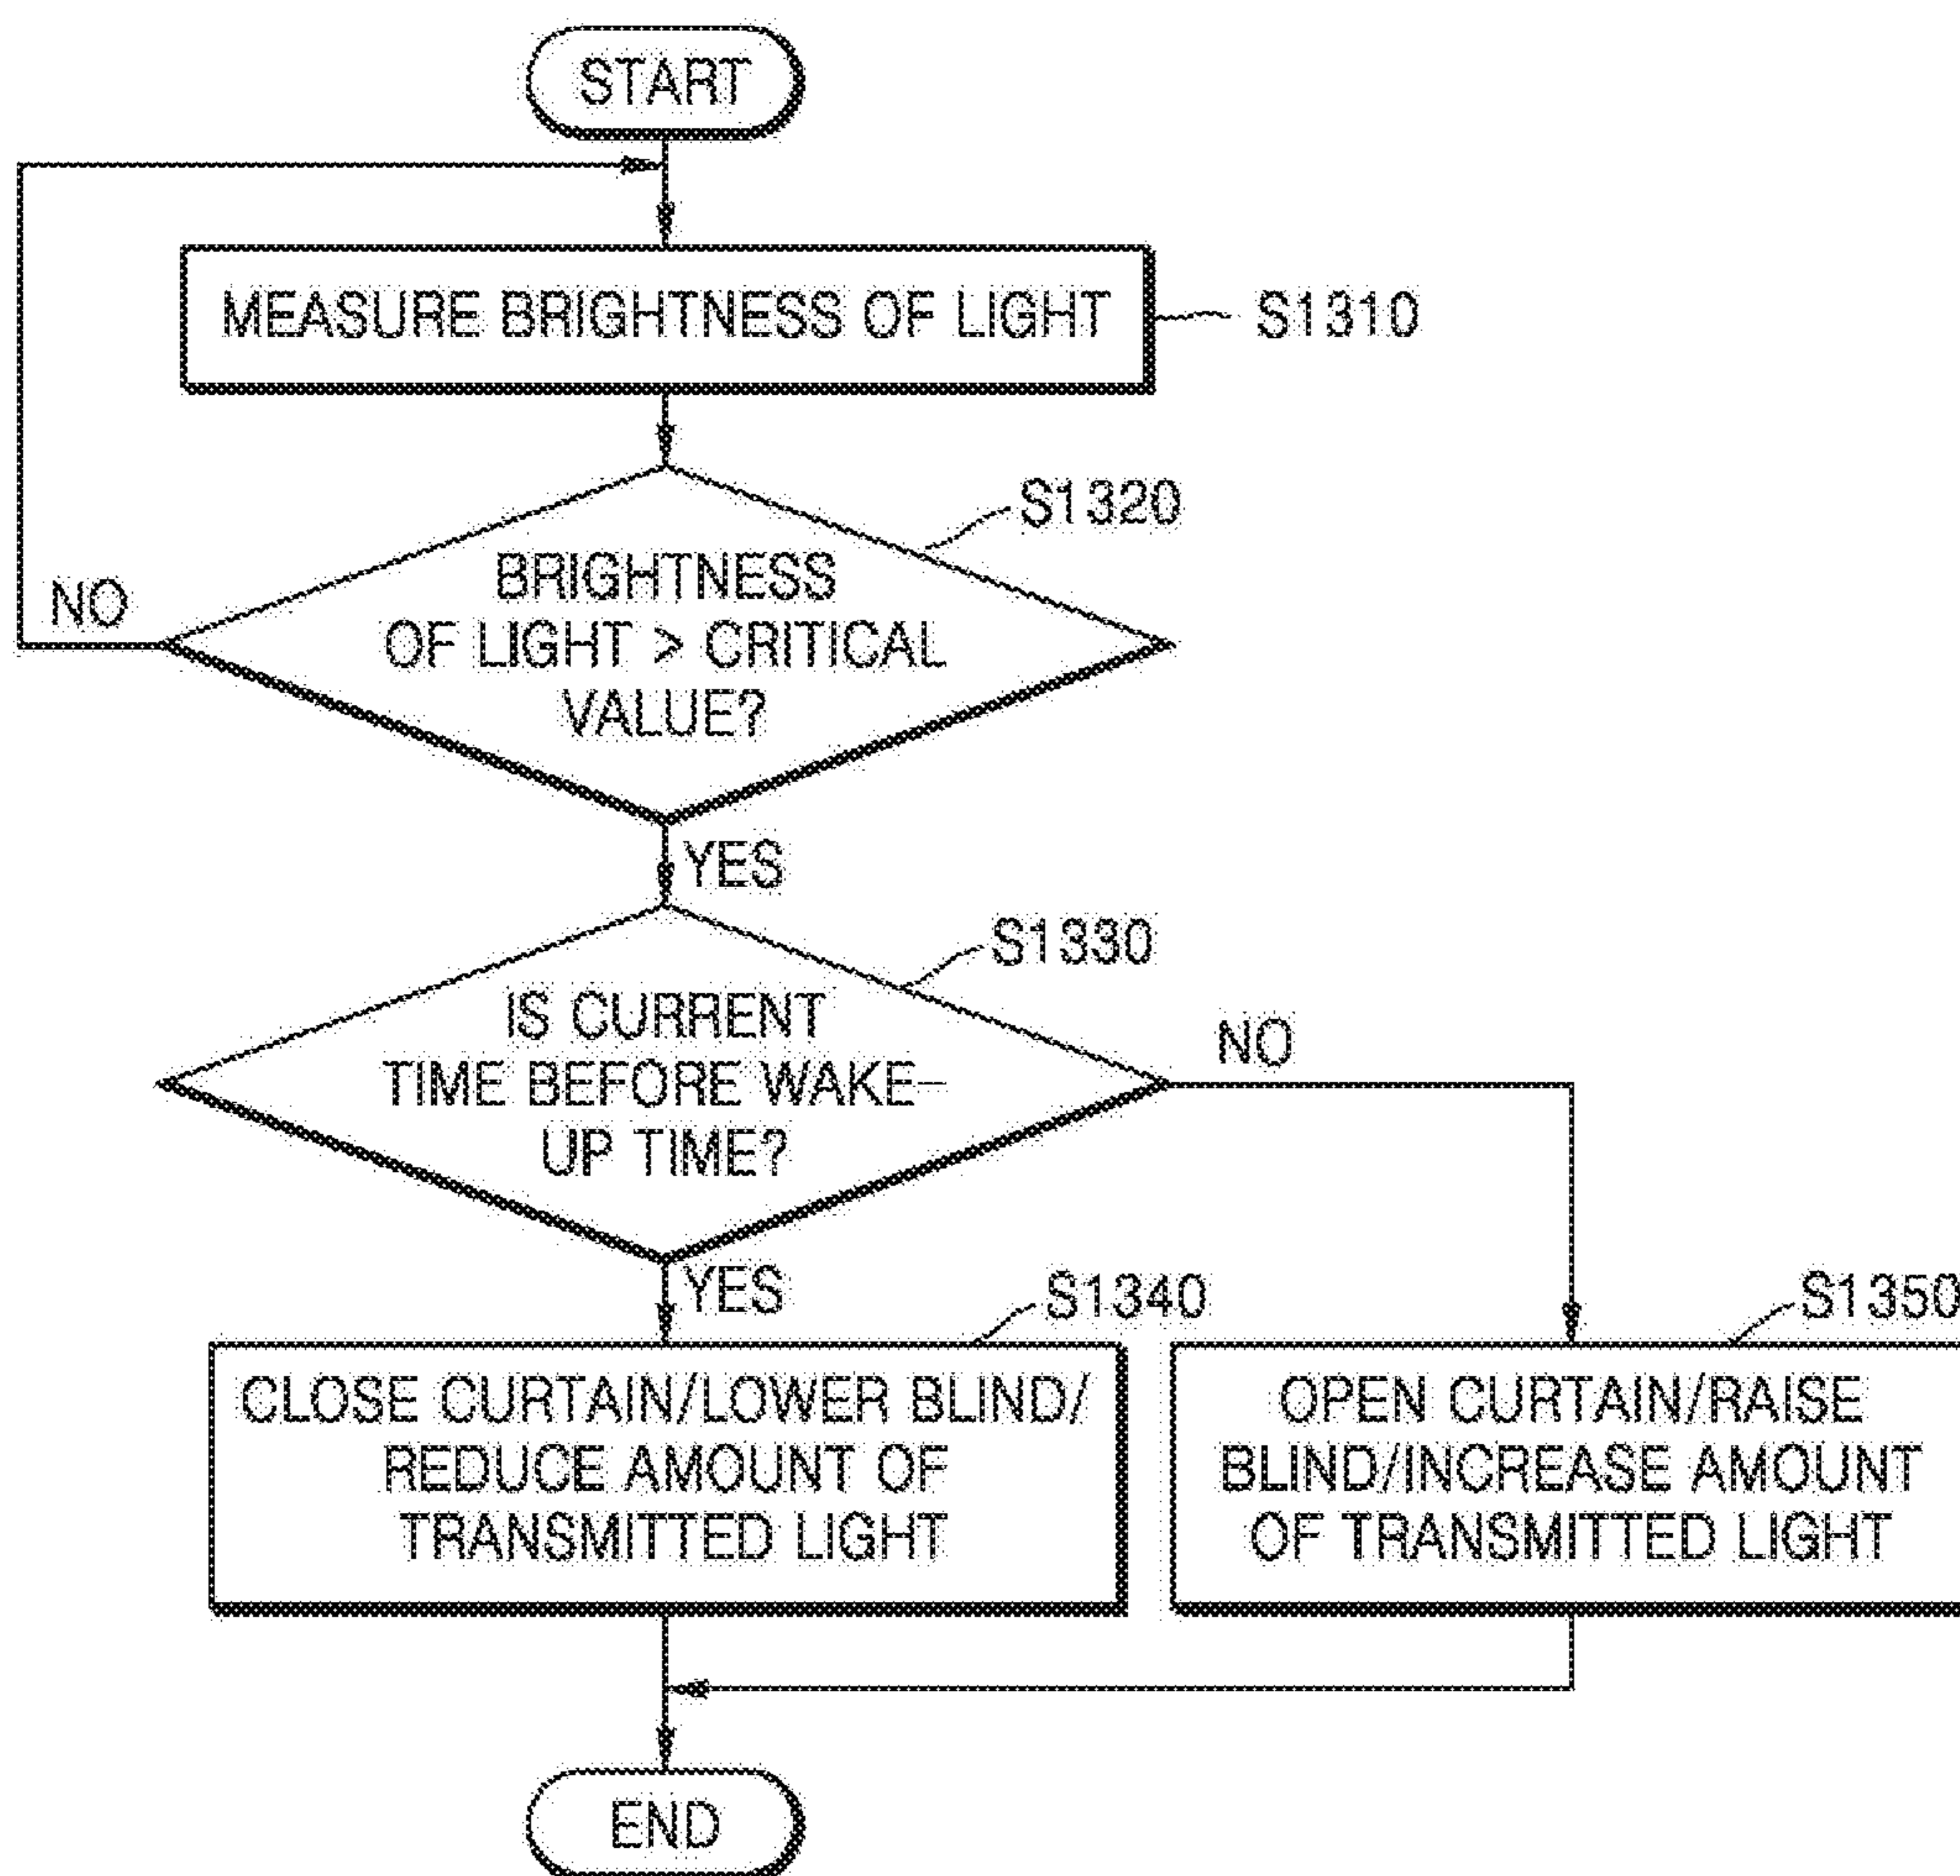 START
MEASURE BRIGHTNESS OF LIGHT
S1310
S1320
BRIGHTNESS
OF LIGHT > CRITICAL
VALUE?
NO
YES
S1330
IS CURRENT
TIME BEFORE WAKE-
UP TIME?
NO
YES
S1340
CLOSE CURTAIN/LOWER BLIND/
REDUCE AMOUNT OF
TRANSMITTED LIGHT
S1350
OPEN CURTAIN/RAISE
BLIND/INCREASE AMOUNT
OF TRANSMITTED LIGHT
END